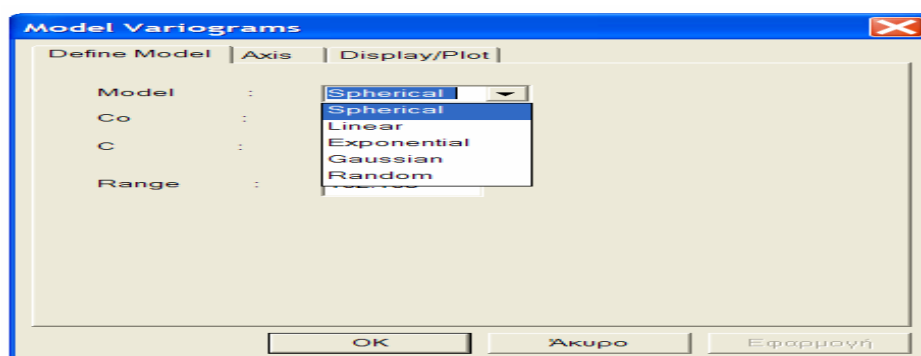 Model Variograms
Define Model Axis Display/Plot
Model : Spherical
Co : Spherical
Linear
C : Exponential
Gaussian
Range : Random
OK Άκυρο Εφαρμογή